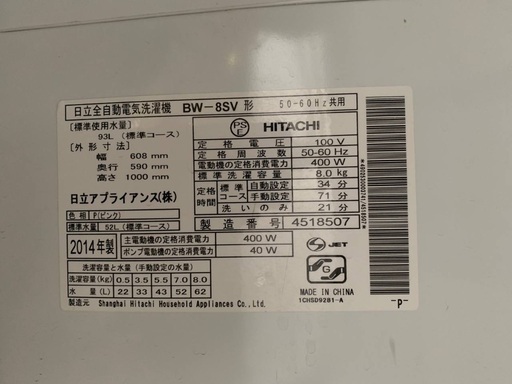 日立全自動電気洗濯機 BW-8SV 形 50-60Hz共用
[標準使用水量]
93L (標準コース)
[外形寸法]
幅 608 mm
奥行 590 mm
高さ 1000 mm
日立アプライアンス(株)
色相 P(ピンク)
標準水量 52L (標準コース)
2014年製
主電動機の定格消費電力 400 W
ポンプ電動機の定格消費電力 40 W
洗濯容量と水量 (手動設定の水量)
洗濯容量(kg) 0.5 3.5 5.5 7.0 8.0
水量(L) 22 33 43 52 62
製造元 Shanghai Hitachi Household Appliances Co.,Ltd.
PSE HITACHI
定格電圧 100 V
定格周波数 50-60 Hz
電動機の定格消費電力 400 W
標準洗濯容量 8.0 kg
定格時間 標準コース 自動設定 34 分
手動設定 71 分
洗いのみ 21 分
製造番号 4518507
S JET
G
MADE IN CHINA
1CHSD9281-A
-P-